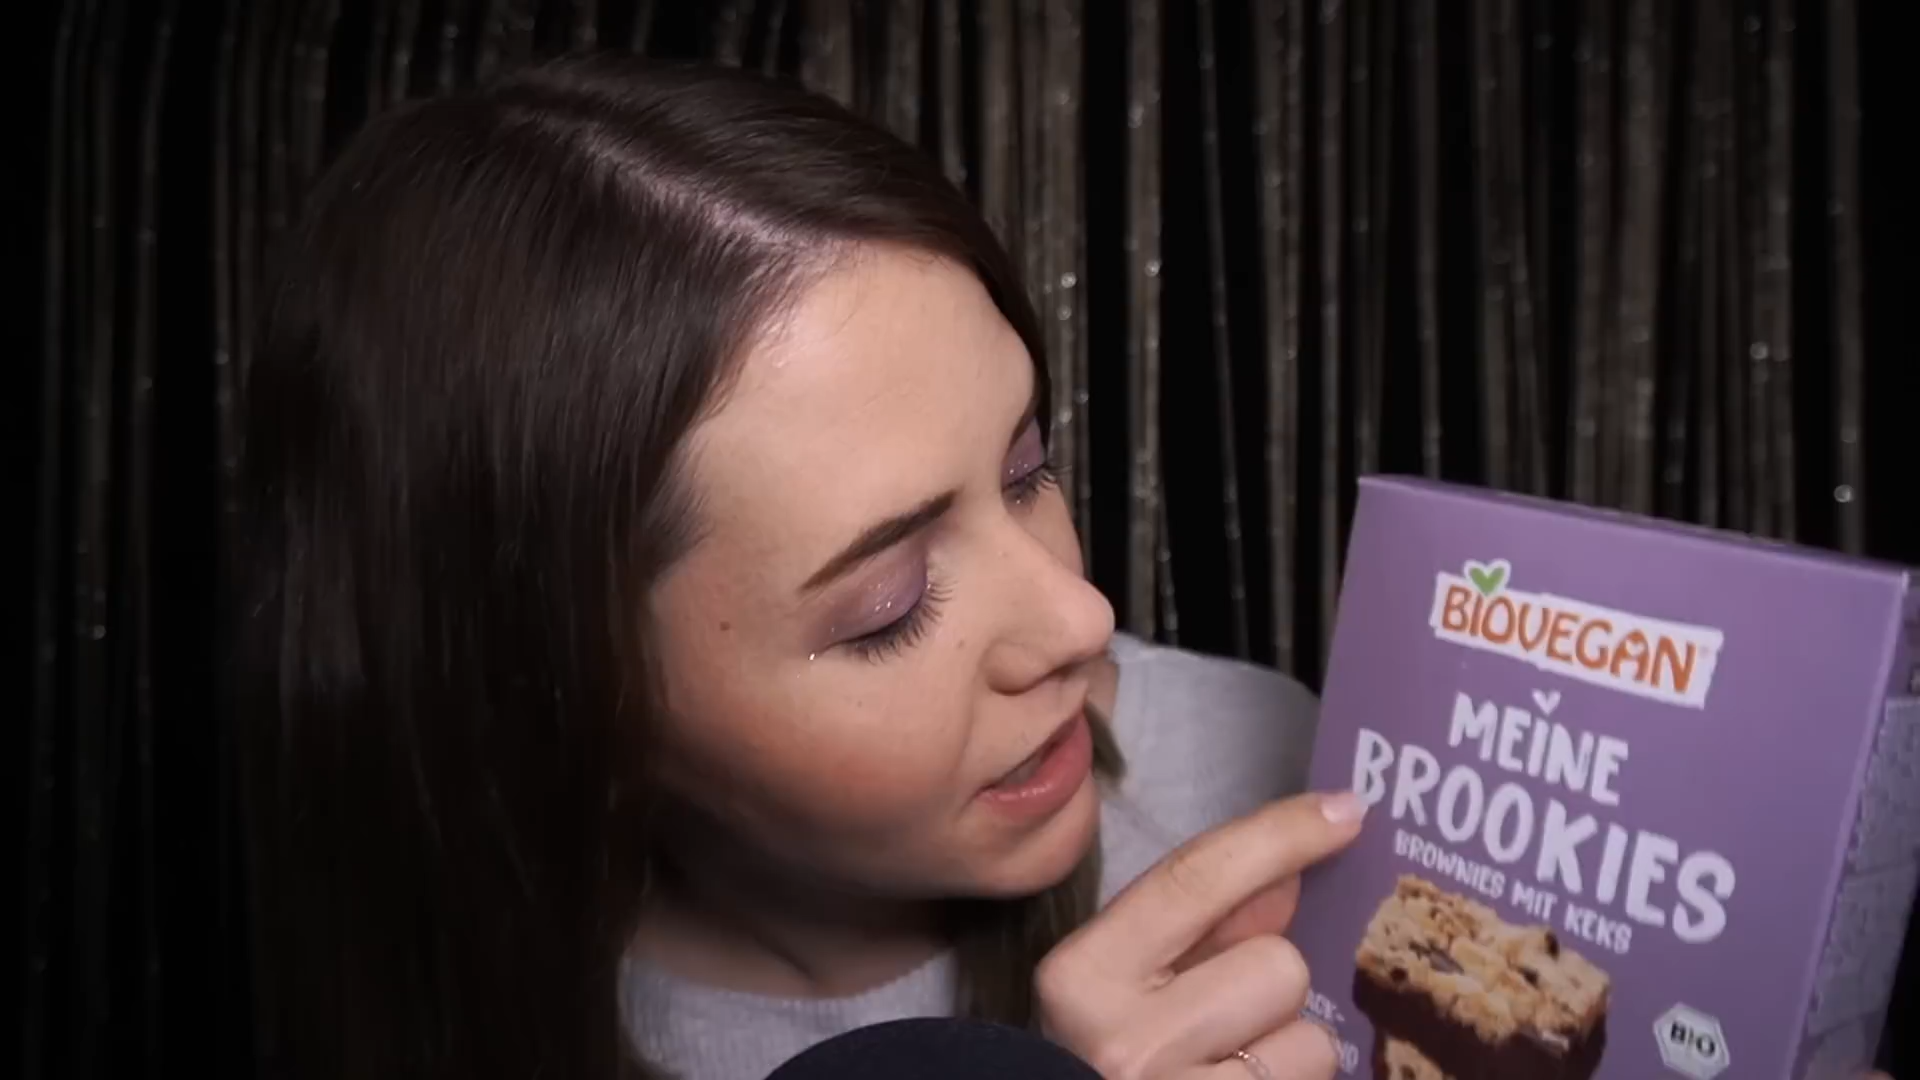 BIOVEGAN
MEINE
BROOKIES
BROWNIES MIT KEKS
BIO